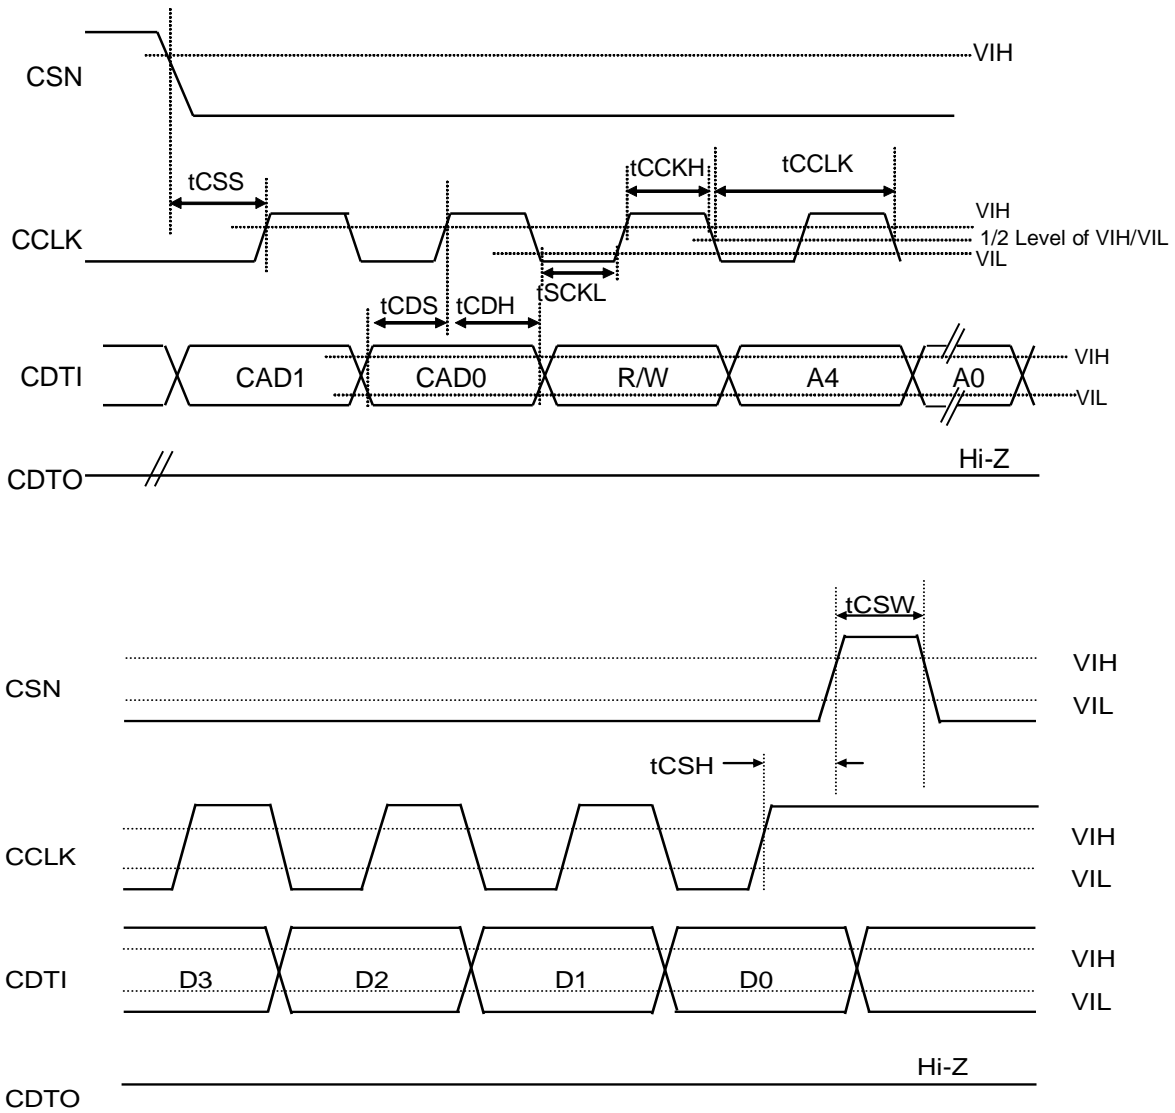 VIH
CSN
tCSS
tCCKH
tCCLK
VIH
CCLK
1/2 Level of VIH/VIL
VIL
tSCKL
tCDS
tCDH
VIH
CDTI
CAD1
CAD0
R/W
A4
A0
VIL
Hi-Z
CDTO
tCSW
VIH
CSN
VIL
tCSH
VIH
CCLK
VIL
VIH
CDTI
D3
D2
D1
D0
VIL
Hi-Z
CDTO